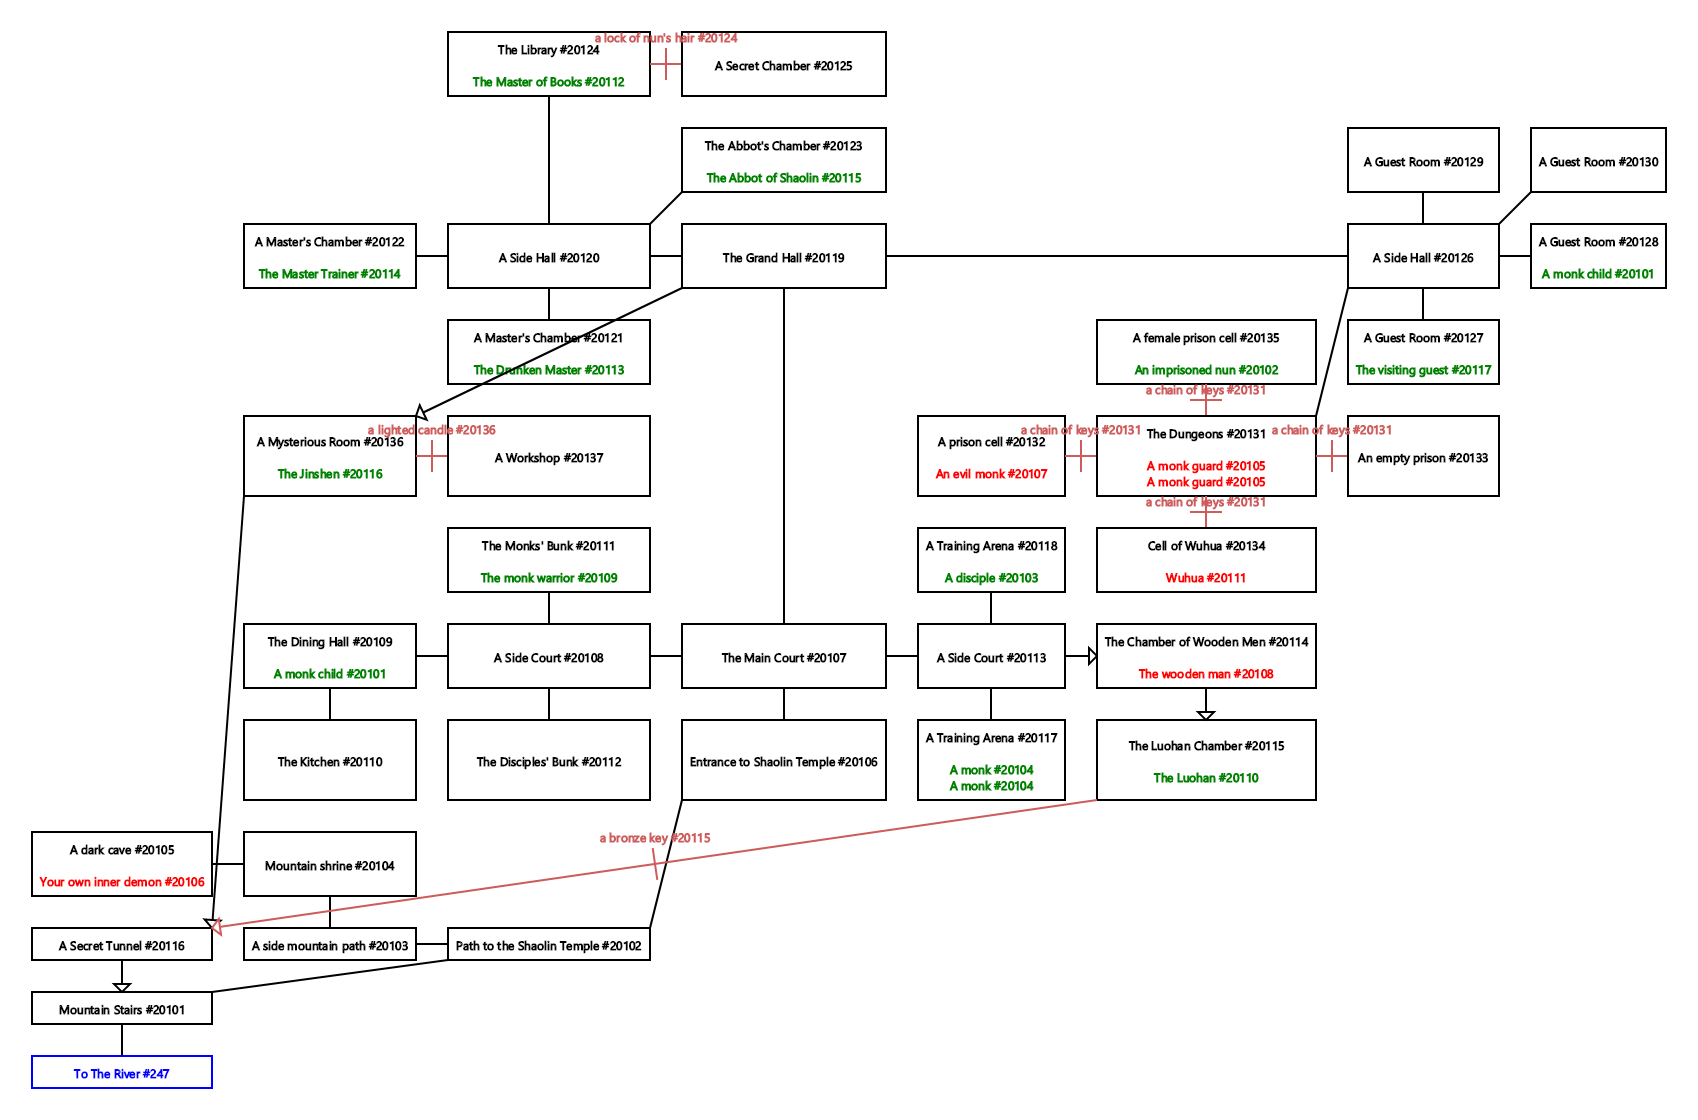 a lock of nun's hair #20124
The Library #20124
The Master of Books #20112
A Secret Chamber #20125
The Abbot's Chamber #20123
The Abbot of Shaolin #20115
A Guest Room #20129
A Guest Room #20130
A Master's Chamber #20122
The Master Trainer #20114
A Side Hall #20120
The Grand Hall #20119
A Side Hall #20126
A Guest Room #20128
A monk child #20101
A Master's Chamber #20121
The Drunken Master #20113
A female prison cell #20135
An imprisoned nun #20102
A Guest Room #20127
The visiting guest #20117
a chain of keys #20131
a lighted candle #20136
A Mysterious Room #20136
The Jinshen #20116
A Workshop #20137
a chain of keys #20131
A prison cell #20132
An evil monk #20107
The Dungeons #20131
A monk guard #20105
A monk guard #20105
a chain of keys #20131
An empty prison #20133
a chain of keys #20131
The Monks' Bunk #20111
The monk warrior #20109
A Training Arena #20118
A disciple #20103
Cell of Wuhua #20134
Wuhua #20111
The Dining Hall #20109
A monk child #20101
A Side Court #20108
The Main Court #20107
A Side Court #20113
The Chamber of Wooden Men #20114
The wooden man #20108
The Kitchen #20110
The Disciples' Bunk #20112
Entrance to Shaolin Temple #20106
A Training Arena #20117
A monk #20104
A monk #20104
The Luohan Chamber #20115
The Luohan #20110
a bronze key #20115
A dark cave #20105
Your own inner demon #20106
Mountain shrine #20104
A Secret Tunnel #20116
A side mountain path #20103
Path to the Shaolin Temple #20102
Mountain Stairs #20101
To The River #247